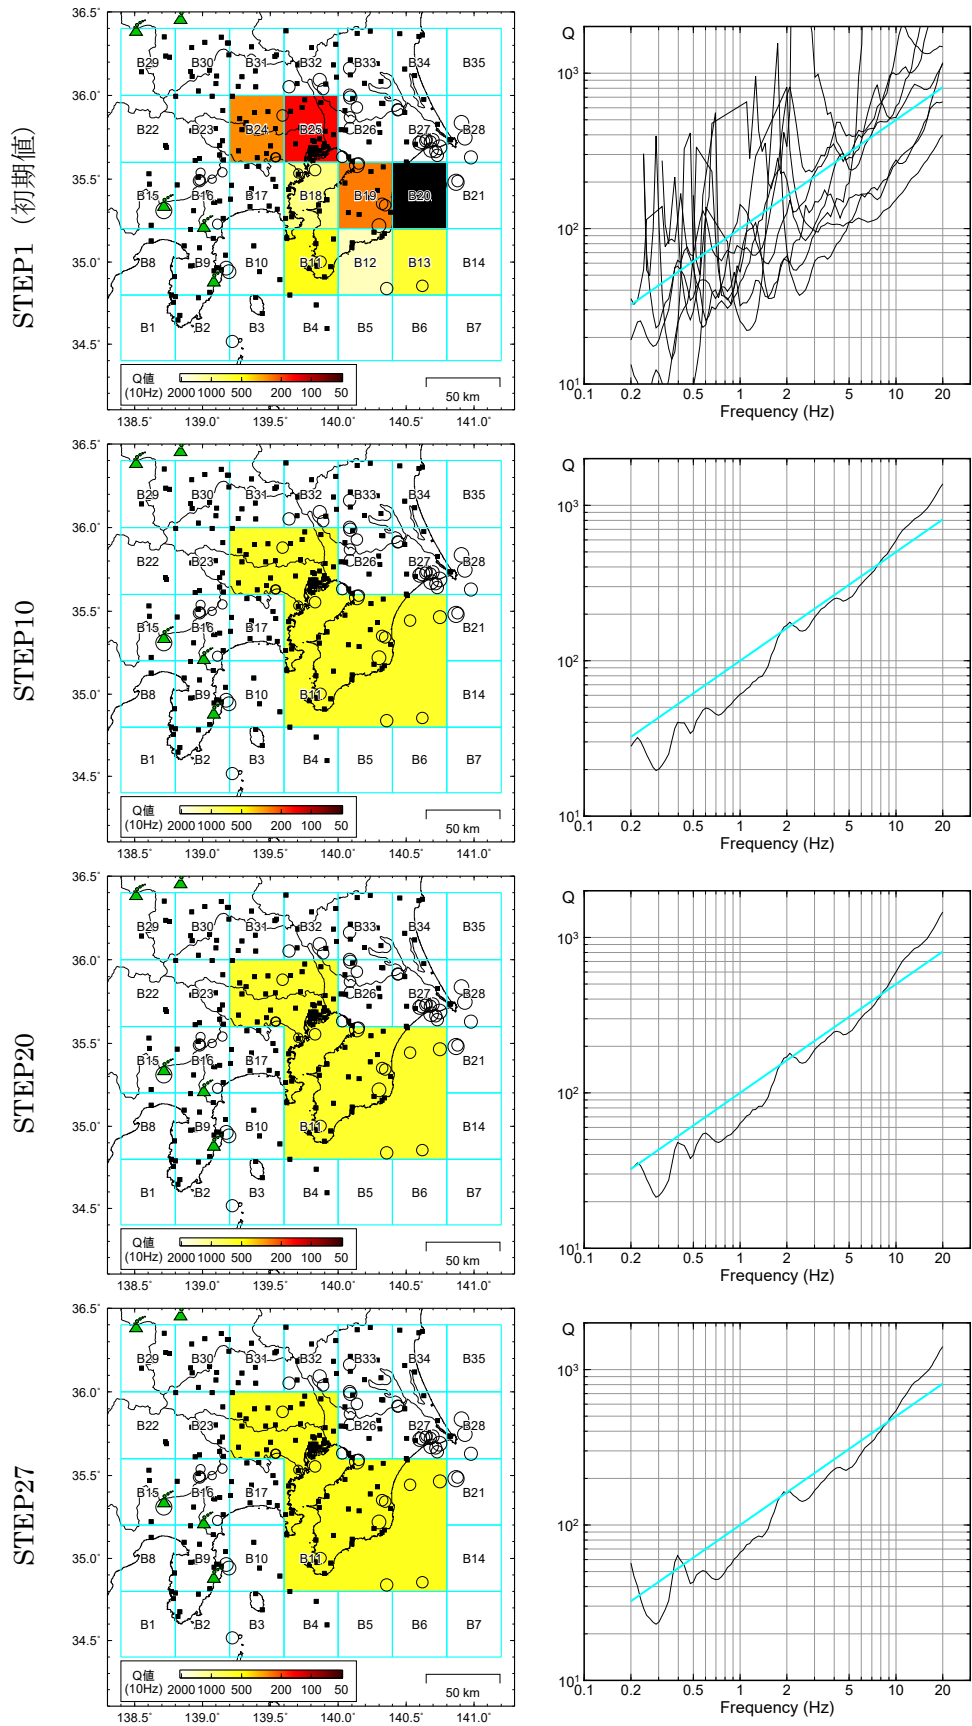 STEP1（初期値）
36.5°
36.0°
35.5°
35.0°
34.5°
B29 B30 B31 B32 B33 B34 B35
B22 B23 B24 B25 B26 B27 B28
B15 B16 B17 B18 B19 B20 B21
B8 B9 B10 B11 B12 B13 B14
B1 B2 B3 B4 B5 B6 B7
Q値
(10Hz)
2000 1000 500 200 100 50
50 km
138.5° 139.0° 139.5° 140.0° 140.5° 141.0°
Q
10³
10²
10¹
0.1 0.2 0.5 1 2 5 10 20
Frequency (Hz)
STEP10
36.5°
36.0°
35.5°
35.0°
34.5°
B29 B30 B31 B32 B33 B34 B35
B22 B23 B26 B27 B28
B15 B16 B17 B21
B8 B9 B10 B11 B14
B1 B2 B3 B4 B5 B6 B7
Q値
(10Hz)
2000 1000 500 200 100 50
50 km
138.5° 139.0° 139.5° 140.0° 140.5° 141.0°
Q
10³
10²
10¹
0.1 0.2 0.5 1 2 5 10 20
Frequency (Hz)
STEP20
36.5°
36.0°
35.5°
35.0°
34.5°
B29 B30 B31 B32 B33 B34 B35
B22 B23 B26 B27 B28
B15 B16 B17 B21
B8 B9 B10 B11 B14
B1 B2 B3 B4 B5 B6 B7
Q値
(10Hz)
2000 1000 500 200 100 50
50 km
138.5° 139.0° 139.5° 140.0° 140.5° 141.0°
Q
10³
10²
10¹
0.1 0.2 0.5 1 2 5 10 20
Frequency (Hz)
STEP27
36.5°
36.0°
35.5°
35.0°
34.5°
B29 B30 B31 B32 B33 B34 B35
B22 B23 B26 B27 B28
B15 B16 B17 B21
B8 B9 B10 B11 B14
B1 B2 B3 B4 B5 B6 B7
Q値
(10Hz)
2000 1000 500 200 100 50
50 km
138.5° 139.0° 139.5° 140.0° 140.5° 141.0°
Q
10³
10²
10¹
0.1 0.2 0.5 1 2 5 10 20
Frequency (Hz)